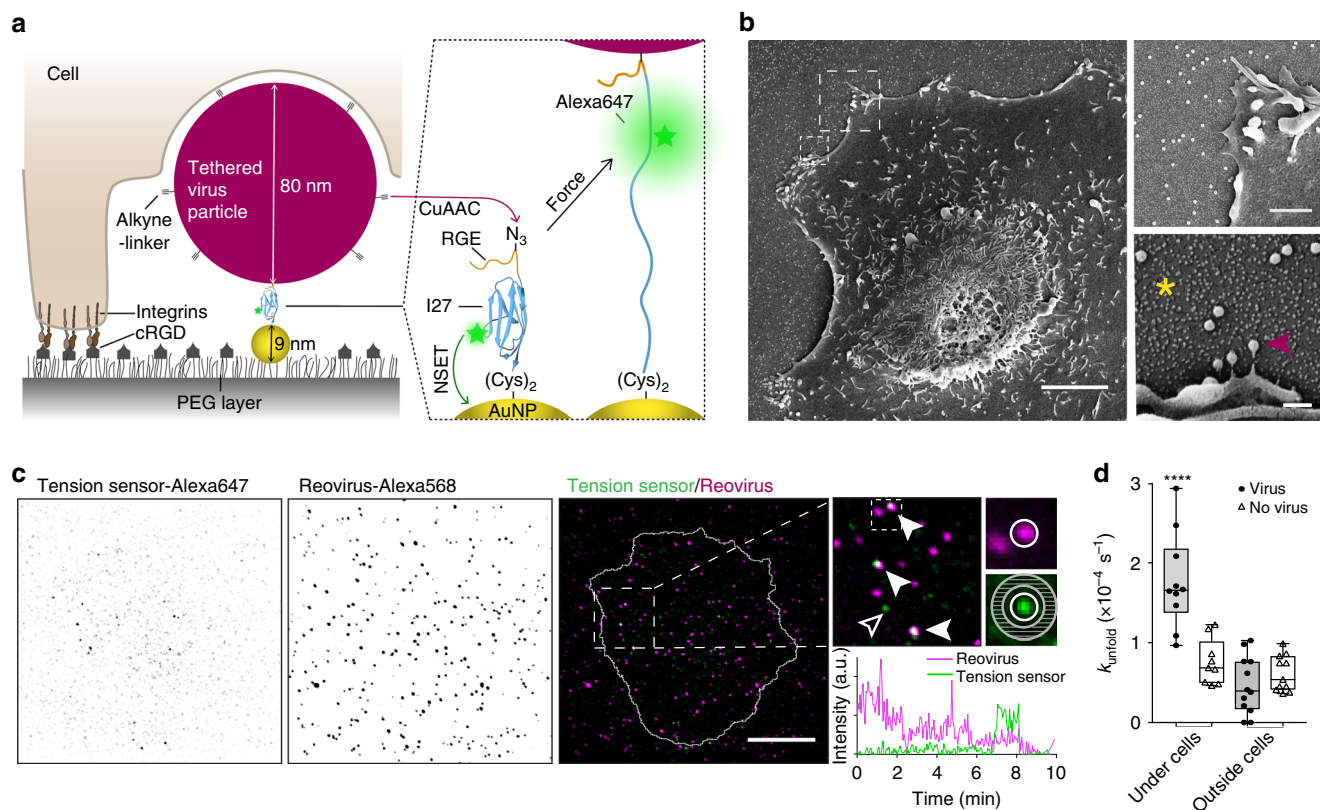 a
Cell
Tethered
virus
particle
80 nm
Alkyne
-linker
CuAAC
Integrins
cRGD
9 nm
PEG layer
Alexa647
Force
N3
RGE
I27
NSET
(Cys)2
(Cys)2
AuNP
b
*
c
Tension sensor-Alexa647
Reovirus-Alexa568
Tension sensor/Reovirus
Intensity (a.u.)
Reovirus
Tension sensor
0 2 4 6 8 10
Time (min)
d
****
Virus
No virus
kunfold (×10⁻⁴ s⁻¹)
3
2
1
0
Under cells
Outside cells